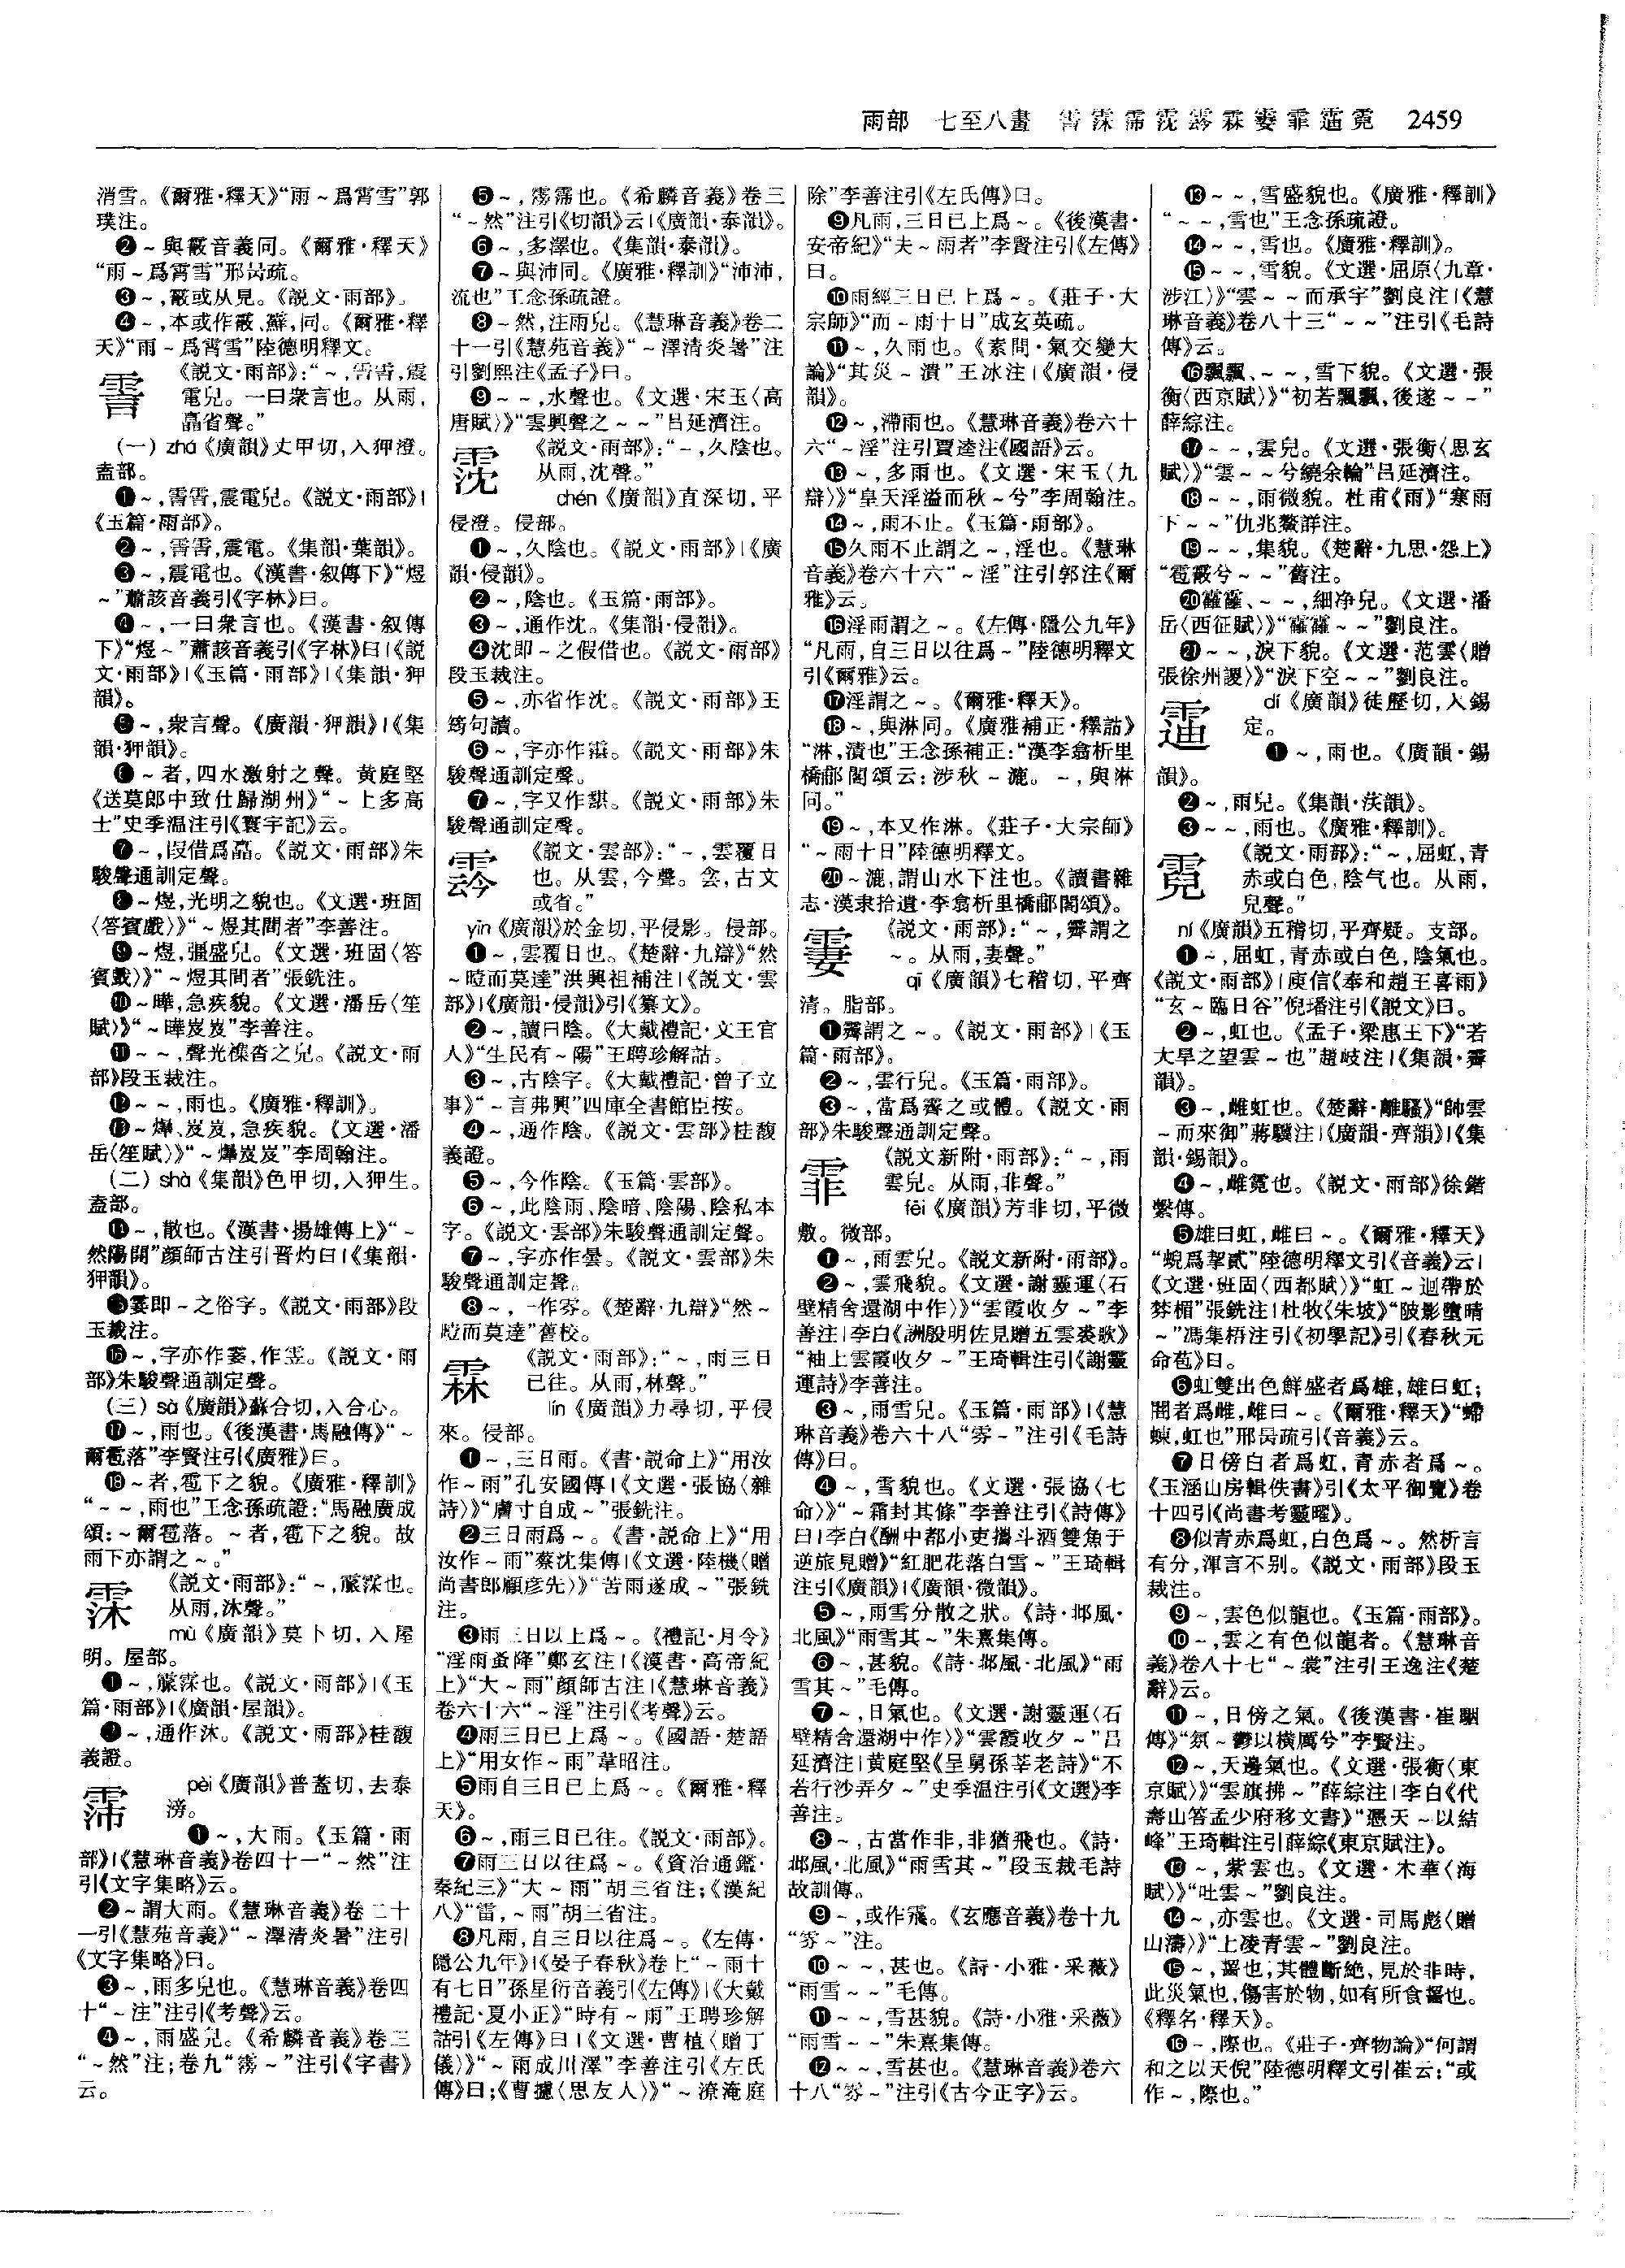 雨部　七至八畫　霅霂霈霃霒霖霋霏䨤霓　2459
消雪。《爾雅·釋天》“雨～爲霄雪”郭
璞注。
❷～與霰音義同。《爾雅·釋天》
“雨～爲霄雪”邢昺疏。
❸～,霰或从見。《説文·雨部》。
❹～,本或作霰、䨷,同。《爾雅·釋
天》“雨～爲霄雪”陸德明釋文。
霅　《説文·雨部》:“～,霅霅,震
電皃。一曰衆言也。从雨,
譶省聲。”
(一) zhá《廣韻》丈甲切,入狎澄。
盍部。
❶～,霅霅,震電皃。《説文·雨部》|
《玉篇·雨部》。
❷～,霅霅,震電。《集韻·葉韻》。
❸～,震電也。《漢書·叙傳下》“煜
～”蕭該音義引《字林》曰。
❹～,一曰衆言也。《漢書·叙傳
下》“煜～”蕭該音義引《字林》曰|《説
文·雨部》|《玉篇·雨部》|《集韻·狎
韻》。
❺～,衆言聲。《廣韻·狎韻》|《集
韻·狎韻》。
❻～者,四水激射之聲。黄庭堅
《送莫郎中致仕歸湖州》“～上多高
士”史季温注引《寰宇記》云。
❼～,叚借爲譶。《説文·雨部》朱
駿聲通訓定聲。
❽～煜,光明之貌也。《文選·班固
〈答賓戲〉》“～煜其間者”李善注。
❾～煜,彊盛皃。《文選·班固〈答
賓戲〉》“～煜其間者”張銑注。
❿～曄,急疾貌。《文選·潘岳〈笙
賦〉》“～曄岌岌”李善注。
⓫～～,聲光襍沓之皃。《説文·雨
部》段玉裁注。
⓬～～,雨也。《廣雅·釋訓》。
⓭～爗、岌岌,急疾貌。《文選·潘
岳〈笙賦〉》“～爗岌岌”李周翰注。
(二) shà《集韻》色甲切,入狎生。
盍部。
⓮～,散也。《漢書·揚雄傳上》“～
然陽開”顔師古注引晋灼曰|《集韻·
狎韻》。
⓯霎即～之俗字。《説文·雨部》段
玉裁注。
⓰～,字亦作霎,作䨐。《説文·雨
部》朱駿聲通訓定聲。
(三) sà《廣韻》蘇合切,入合心。
⓱～,雨也。《後漢書·馬融傳》“～
爾雹落”李賢注引《廣雅》曰。
⓲～者,雹下之貌。《廣雅·釋訓》
“～～,雨也”王念孫疏證:“馬融廣成
頌:～爾雹落。～者,雹下之貌。故
雨下亦謂之～。”
霂　《説文·雨部》:“～,霢霂也。
从雨,沐聲。”
mù《廣韻》莫卜切,入屋
明。屋部。
❶～,霢霂也。《説文·雨部》|《玉
篇·雨部》|《廣韻·屋韻》。
❷～,通作沐。《説文·雨部》桂馥
義證。
霈　pèi《廣韻》普蓋切,去泰
滂。
❶～,大雨。《玉篇·雨
部》|《慧琳音義》卷四十一“～然”注
引《文字集略》云。
❷～謂大雨。《慧琳音義》卷二十
一引《慧苑音義》“～澤清炎暑”注引
《文字集略》曰。
❸～,雨多皃也。《慧琳音義》卷四
十“～注”注引《考聲》云。
❹～,雨盛皃。《希麟音義》卷三
“～然”注;卷九“霶～”注引《字書》
云。
❺～,霶霈也。《希麟音義》卷三
“～然”注引《切韻》云|《廣韻·泰韻》。
❻～,多澤也。《集韻·泰韻》。
❼～與沛同。《廣雅·釋訓》“沛沛,
流也”王念孫疏證。
❽～然,注雨皃。《慧琳音義》卷二
十一引《慧苑音義》“～澤清炎暑”注
引劉熙注《孟子》曰。
❾～～,水聲也。《文選·宋玉〈高
唐賦〉》“雲興聲之～～”吕延濟注。
霃　《説文·雨部》:“～,久陰也。
从雨,沈聲。”
chén《廣韻》直深切,平
侵澄。侵部。
❶～,久陰也。《説文·雨部》|《廣
韻·侵韻》。
❷～,陰也。《玉篇·雨部》。
❸～,通作沈。《集韻·侵韻》。
❹沈即～之假借也。《説文·雨部》
段玉裁注。
❺～,亦省作沈。《説文·雨部》王
筠句讀。
❻～,字亦作霮。《説文·雨部》朱
駿聲通訓定聲。
❼～,字又作黮。《説文·雨部》朱
駿聲通訓定聲。
霒　《説文·雲部》:“～,雲覆日
也。从雲,今聲。侌,古文
或省。”
yīn《廣韻》於金切,平侵影。侵部。
❶～,雲覆日也。《楚辭·九辯》“然
～曀而莫達”洪興祖補注|《説文·雲
部》|《廣韻·侵韻》引《纂文》。
❷～,讀曰陰。《大戴禮記·文王官
人》“生民有～陽”王聘珍解詁。
❸～,古陰字。《大戴禮記·曾子立
事》“～言弗興”四庫全書館臣按。
❹～,通作陰。《説文·雲部》桂馥
義證。
❺～,今作陰。《玉篇·雲部》。
❻～,此陰雨、陰暗、陰陽、陰私本
字。《説文·雲部》朱駿聲通訓定聲。
❼～,字亦作曇。《説文·雲部》朱
駿聲通訓定聲。
❽～,一作雰。《楚辭·九辯》“然～
曀而莫達”舊校。
霖　《説文·雨部》:“～,雨三日
已往。从雨,林聲。”
lín《廣韻》力尋切,平侵
來。侵部。
❶～,三日雨。《書·説命上》“用汝
作～雨”孔安國傳|《文選·張協〈雜
詩〉》“膚寸自成～”張銑注。
❷三日雨爲～。《書·説命上》“用
汝作～雨”蔡沈集傳|《文選·陸機〈贈
尚書郎顧彦先〉》“苦雨遂成～”張銑
注。
❸雨三日以上爲～。《禮記·月令》
“淫雨蚤降”鄭玄注|《漢書·高帝紀
上》“大～雨”顔師古注|《慧琳音義》
卷六十六“～淫”注引《考聲》云。
❹雨三日已上爲～。《國語·楚語
上》“用女作～雨”韋昭注。
❺雨自三日已上爲～。《爾雅·釋
天》。
❻～,雨三日已往。《説文·雨部》。
❼雨三日以往爲～。《資治通鑑·
秦紀三》“大～雨”胡三省注;《漢紀
八》“雷,～雨”胡三省注。
❽凡雨,自三日以往爲～。《左傳·
隱公九年》|《晏子春秋》卷上“～雨十
有七日”孫星衍音義引《左傳》|《大戴
禮記·夏小正》“時有～雨”王聘珍解
詁引《左傳》曰|《文選·曹植〈贈丁
儀〉》“～雨成川澤”李善注引《左氏
傳》曰;《曹攄〈思友人〉》“～潦淹庭
除”李善注引《左氏傳》曰。
❾凡雨,三日已上爲～。《後漢書·
安帝紀》“夫～雨者”李賢注引《左傳》
曰。
❿雨經三日已上爲～。《莊子·大
宗師》“而～雨十日”成玄英疏。
⓫～,久雨也。《素問·氣交變大
論》“其災～潰”王冰注|《廣韻·侵
韻》。
⓬～,滯雨也。《慧琳音義》卷六十
六“～淫”注引賈逵注《國語》云。
⓭～,多雨也。《文選·宋玉〈九
辯〉》“皇天淫溢而秋～兮”李周翰注。
⓮～,雨不止。《玉篇·雨部》。
⓯久雨不止謂之～,淫也。《慧琳
音義》卷六十六“～淫”注引郭注《爾
雅》云。
⓰淫雨謂之～。《左傳·隱公九年》
“凡雨,自三日以往爲～”陸德明釋文
引《爾雅》云。
⓱淫謂之～。《爾雅·釋天》。
⓲～,與淋同。《廣雅補正·釋詁》
“淋,漬也”王念孫補正:“漢李翕析里
橋郙閣頌云:涉秋～漉。～,與淋
同。”
⓳～,本又作淋。《莊子·大宗師》
“～雨十日”陸德明釋文。
⓴～漉,謂山水下注也。《讀書雜
志·漢隶拾遺·李翕析里橋郙閣頌》。
霋　《説文·雨部》:“～,霽謂之
～。从雨,妻聲。”
qī《廣韻》七稽切,平齊
清。脂部。
❶霽謂之～。《説文·雨部》|《玉
篇·雨部》。
❷～,雲行皃。《玉篇·雨部》。
❸～,當爲霽之或體。《説文·雨
部》朱駿聲通訓定聲。
霏　《説文新附·雨部》:“～,雨
雲皃。从雨,非聲。”
fēi《廣韻》芳非切,平微
敷。微部。
❶～,雨雲皃。《説文新附·雨部》。
❷～,雲飛貌。《文選·謝靈運〈石
壁精舍還湖中作〉》“雲霞收夕～”李
善注|李白《詶殷明佐見贈五雲裘歌》
“袖上雲霞收夕～”王琦輯注引《謝靈
運詩》李善注。
❸～,雨雪皃。《玉篇·雨部》|《慧
琳音義》卷六十八“雰～”注引《毛詩
傳》曰。
❹～,雪貌也。《文選·張協〈七
命〉》“～霜封其條”李善注引《詩傳》
曰|李白《酬中都小吏攜斗酒雙魚于
逆旅見贈》“紅肥花落白雪～”王琦輯
注引《廣韻》|《廣韻·微韻》。
❺～,雨雪分散之狀。《詩·邶風·
北風》“雨雪其～”朱熹集傳。
❻～,甚貌。《詩·邶風·北風》“雨
雪其～”毛傳。
❼～,日氣也。《文選·謝靈運〈石
壁精舍還湖中作〉》“雲霞收夕～”吕
延濟注|黄庭堅《呈舅孫莘老詩》“不
若行沙弄夕～”史季温注引《文選》李
善注。
❽～,古當作非,非猶飛也。《詩·
邶風·北風》“雨雪其～”段玉裁毛詩
故訓傳。
❾～,或作䬠。《玄應音義》卷十九
“雰～”注。
❿～～,甚也。《詩·小雅·采薇》
“雨雪～～”毛傳。
⓫～～,雪甚貌。《詩·小雅·采薇》
“雨雪～～”朱熹集傳。
⓬～～,雪甚也。《慧琳音義》卷六
十八“雰～”注引《古今正字》云。
⓭～～,雪盛貌也。《廣雅·釋訓》
“～～,雪也”王念孫疏證。
⓮～～,雪也。《廣雅·釋訓》。
⓯～～,雪貌。《文選·屈原〈九章·
涉江〉》“雲～～而承宇”劉良注|《慧
琳音義》卷八十三“～～”注引《毛詩
傳》云。
⓰飄飄、～～,雪下貌。《文選·張
衡〈西京賦〉》“初若飄飄,後遂～～”
薛綜注。
⓱～～,雲皃。《文選·張衡〈思玄
賦〉》“雲～～兮繞余輪”吕延濟注。
⓲～～,雨微貌。杜甫《雨》“寒雨
下～～”仇兆鰲詳注。
⓳～～,集貌。《楚辭·九思·怨上》
“雹霰兮～～”舊注。
⓴霳霳、～～,細净皃。《文選·潘
岳〈西征賦〉》“霳霳～～”劉良注。
㉑～～,淚下貌。《文選·范雲〈贈
張徐州謖〉》“淚下空～～”劉良注。
䨤　dí《廣韻》徒歷切,入錫
定。
❶～,雨也。《廣韻·錫
韻》。
❷～,雨皃。《集韻·莢韻》。
❸～～,雨也。《廣雅·釋訓》。
霓　《説文·雨部》:“～,屈虹,青
赤或白色,陰气也。从雨,
兒聲。”
ní《廣韻》五稽切,平齊疑。支部。
❶～,屈虹,青赤或白色,陰氣也。
《説文·雨部》|庾信《奉和趙王喜雨》
“玄～臨日谷”倪璠注引《説文》曰。
❷～,虹也。《孟子·梁惠王下》“若
大旱之望雲～也”趙岐注|《集韻·霽
韻》。
❸～,雌虹也。《楚辭·離騷》“帥雲
～而來御”蔣驥注|《廣韻·齊韻》|《集
韻·錫韻》。
❹～,雌霓也。《説文·雨部》徐鍇
繫傳。
❺雄曰虹,雌曰～。《爾雅·釋天》
“蜺爲挈貳”陸德明釋文引《音義》云|
《文選·班固〈西都賦〉》“虹～迴帶於
棼楣”張銑注|杜牧《朱坡》“陂影墮晴
～”馮集梧注引《初學記》引《春秋元
命苞》曰。
❻虹雙出色鮮盛者爲雄,雄曰虹;
闇者爲雌,雌曰～。《爾雅·釋天》“螮
蝀,虹也”邢昺疏引《音義》云。
❼日傍白者爲虹,青赤者爲～。
《玉涵山房輯佚書》引《太平御覽》卷
十四引《尚書考靈曜》。
❽似青赤爲虹,白色爲～。然析言
有分,渾言不别。《説文·雨部》段玉
裁注。
❾～,雲色似龍也。《玉篇·雨部》。
❿～,雲之有色似龍者。《慧琳音
義》卷八十七“～裳”注引王逸注《楚
辭》云。
⓫～,日傍之氣。《後漢書·崔駰
傳》“氛～鬱以横厲兮”李賢注。
⓬～,天邊氣也。《文選·張衡〈東
京賦〉》“雲旗拂～”薛綜注|李白《代
壽山答孟少府移文書》“憑天～以結
峰”王琦輯注引薛綜《東京賦注》。
⓭～,紫雲也。《文選·木華〈海
賦〉》“吐雲～”劉良注。
⓮～,亦雲也。《文選·司馬彪〈贈
山濤〉》“上凌青雲～”劉良注。
⓯～,齧也;其體斷絶,見於非時,
此災氣也,傷害於物,如有所食齧也。
《釋名·釋天》。
⓰～,際也。《莊子·齊物論》“何謂
和之以天倪”陸德明釋文引崔云:“或
作～,際也。”